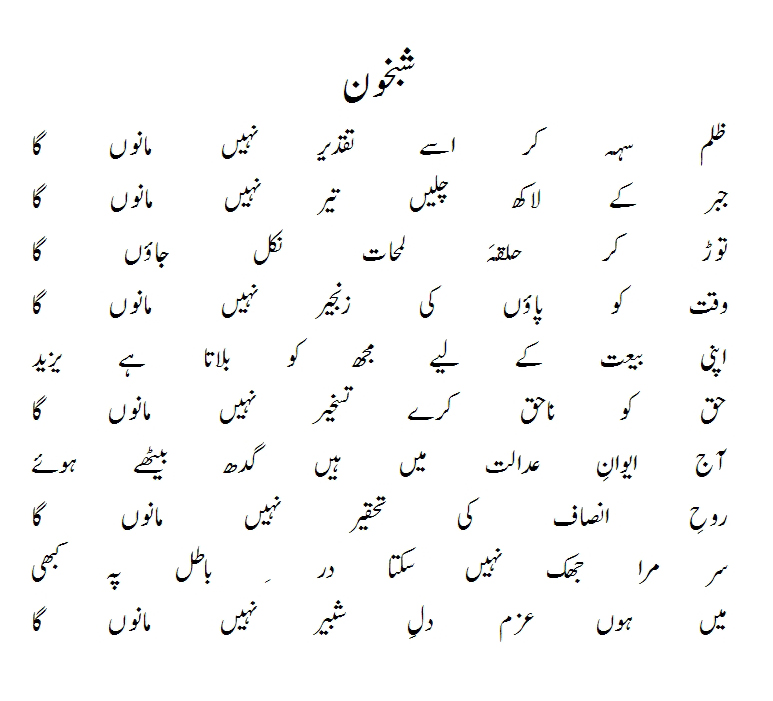 شبخون
ظلم سہہ کر اسے تقدیر نہیں مانوں گا
جبر کے لاکھ چلیں تیر نہیں مانوں گا
توڑ کر حلقۂ لمحات نکل جاؤں گا
وقت کو پاؤں کی زنجیر نہیں مانوں گا
اپنی بیعت کے لیے مجھ کو بلاتا ہے یزید
حق کو ناحق کرے تسخیر نہیں مانوں گا
آج ایوانِ عدالت میں ہیں گدھ بیٹھے ہوئے
روحِ انصاف کی تحقیر نہیں مانوں گا
سر مرا جھک نہیں سکتا در ِ باطل پہ کبھی
میں ہوں عزم دلِ شبیر نہیں مانوں گا